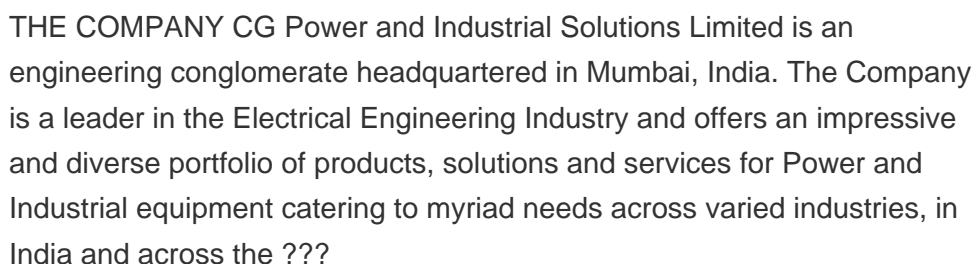 THE COMPANY CG Power and Industrial Solutions Limited is an
engineering conglomerate headquartered in Mumbai, India. The Company
is a leader in the Electrical Engineering Industry and offers an impressive
and diverse portfolio of products, solutions and services for Power and
Industrial equipment catering to myriad needs across varied industries, in
India and across the ???